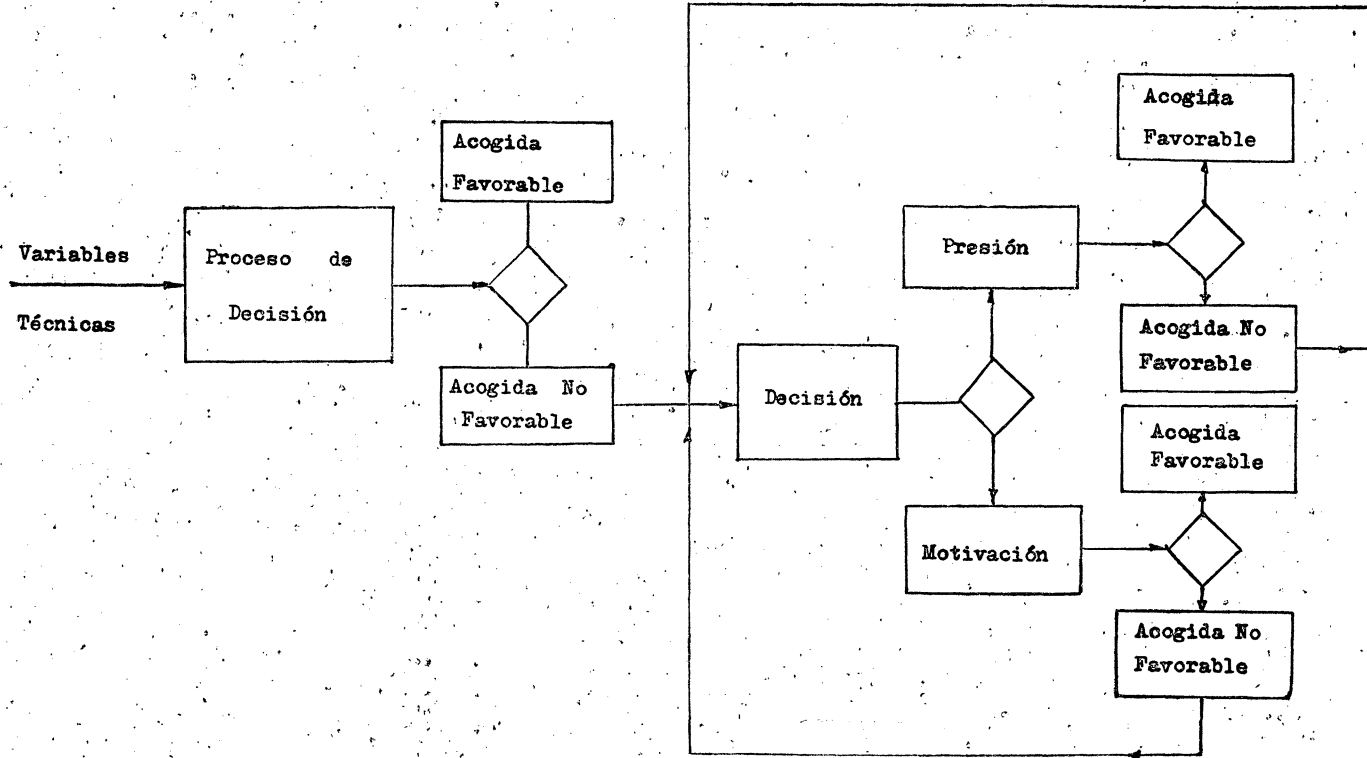 Variables
Técnicas
Proceso de
Decisión
Acogida
Favorable
Acogida No
Favorable
Decisión
Presión
Motivación
Acogida
Favorable
Acogida No
Favorable
Acogida
Favorable
Acogida No
Favorable